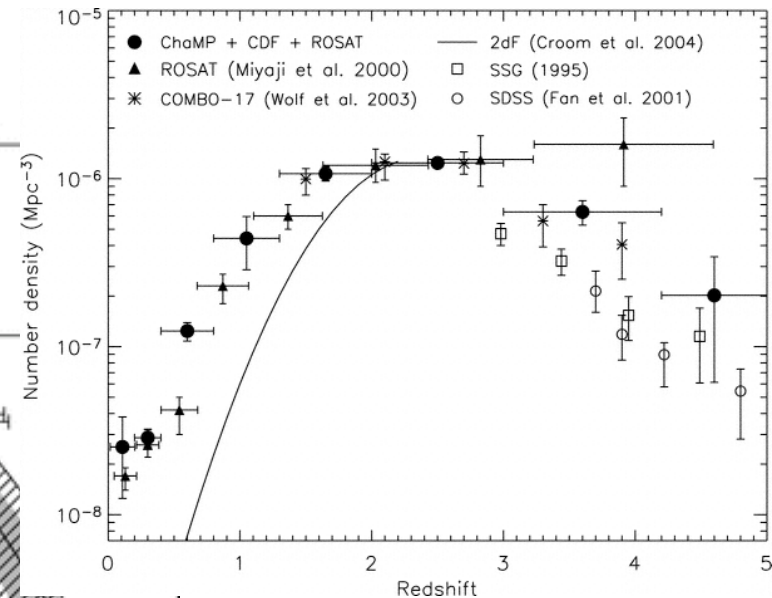 10⁻⁵
ChaMP + CDF + ROSAT
2dF (Croom et al. 2004)
ROSAT (Miyaji et al. 2000)
SSG (1995)
COMBO-17 (Wolf et al. 2003)
SDSS (Fan et al. 2001)
10⁻⁶
Number density (Mpc⁻³)
10⁻⁷
10⁻⁸
0 1 2 3 4 5
Redshift